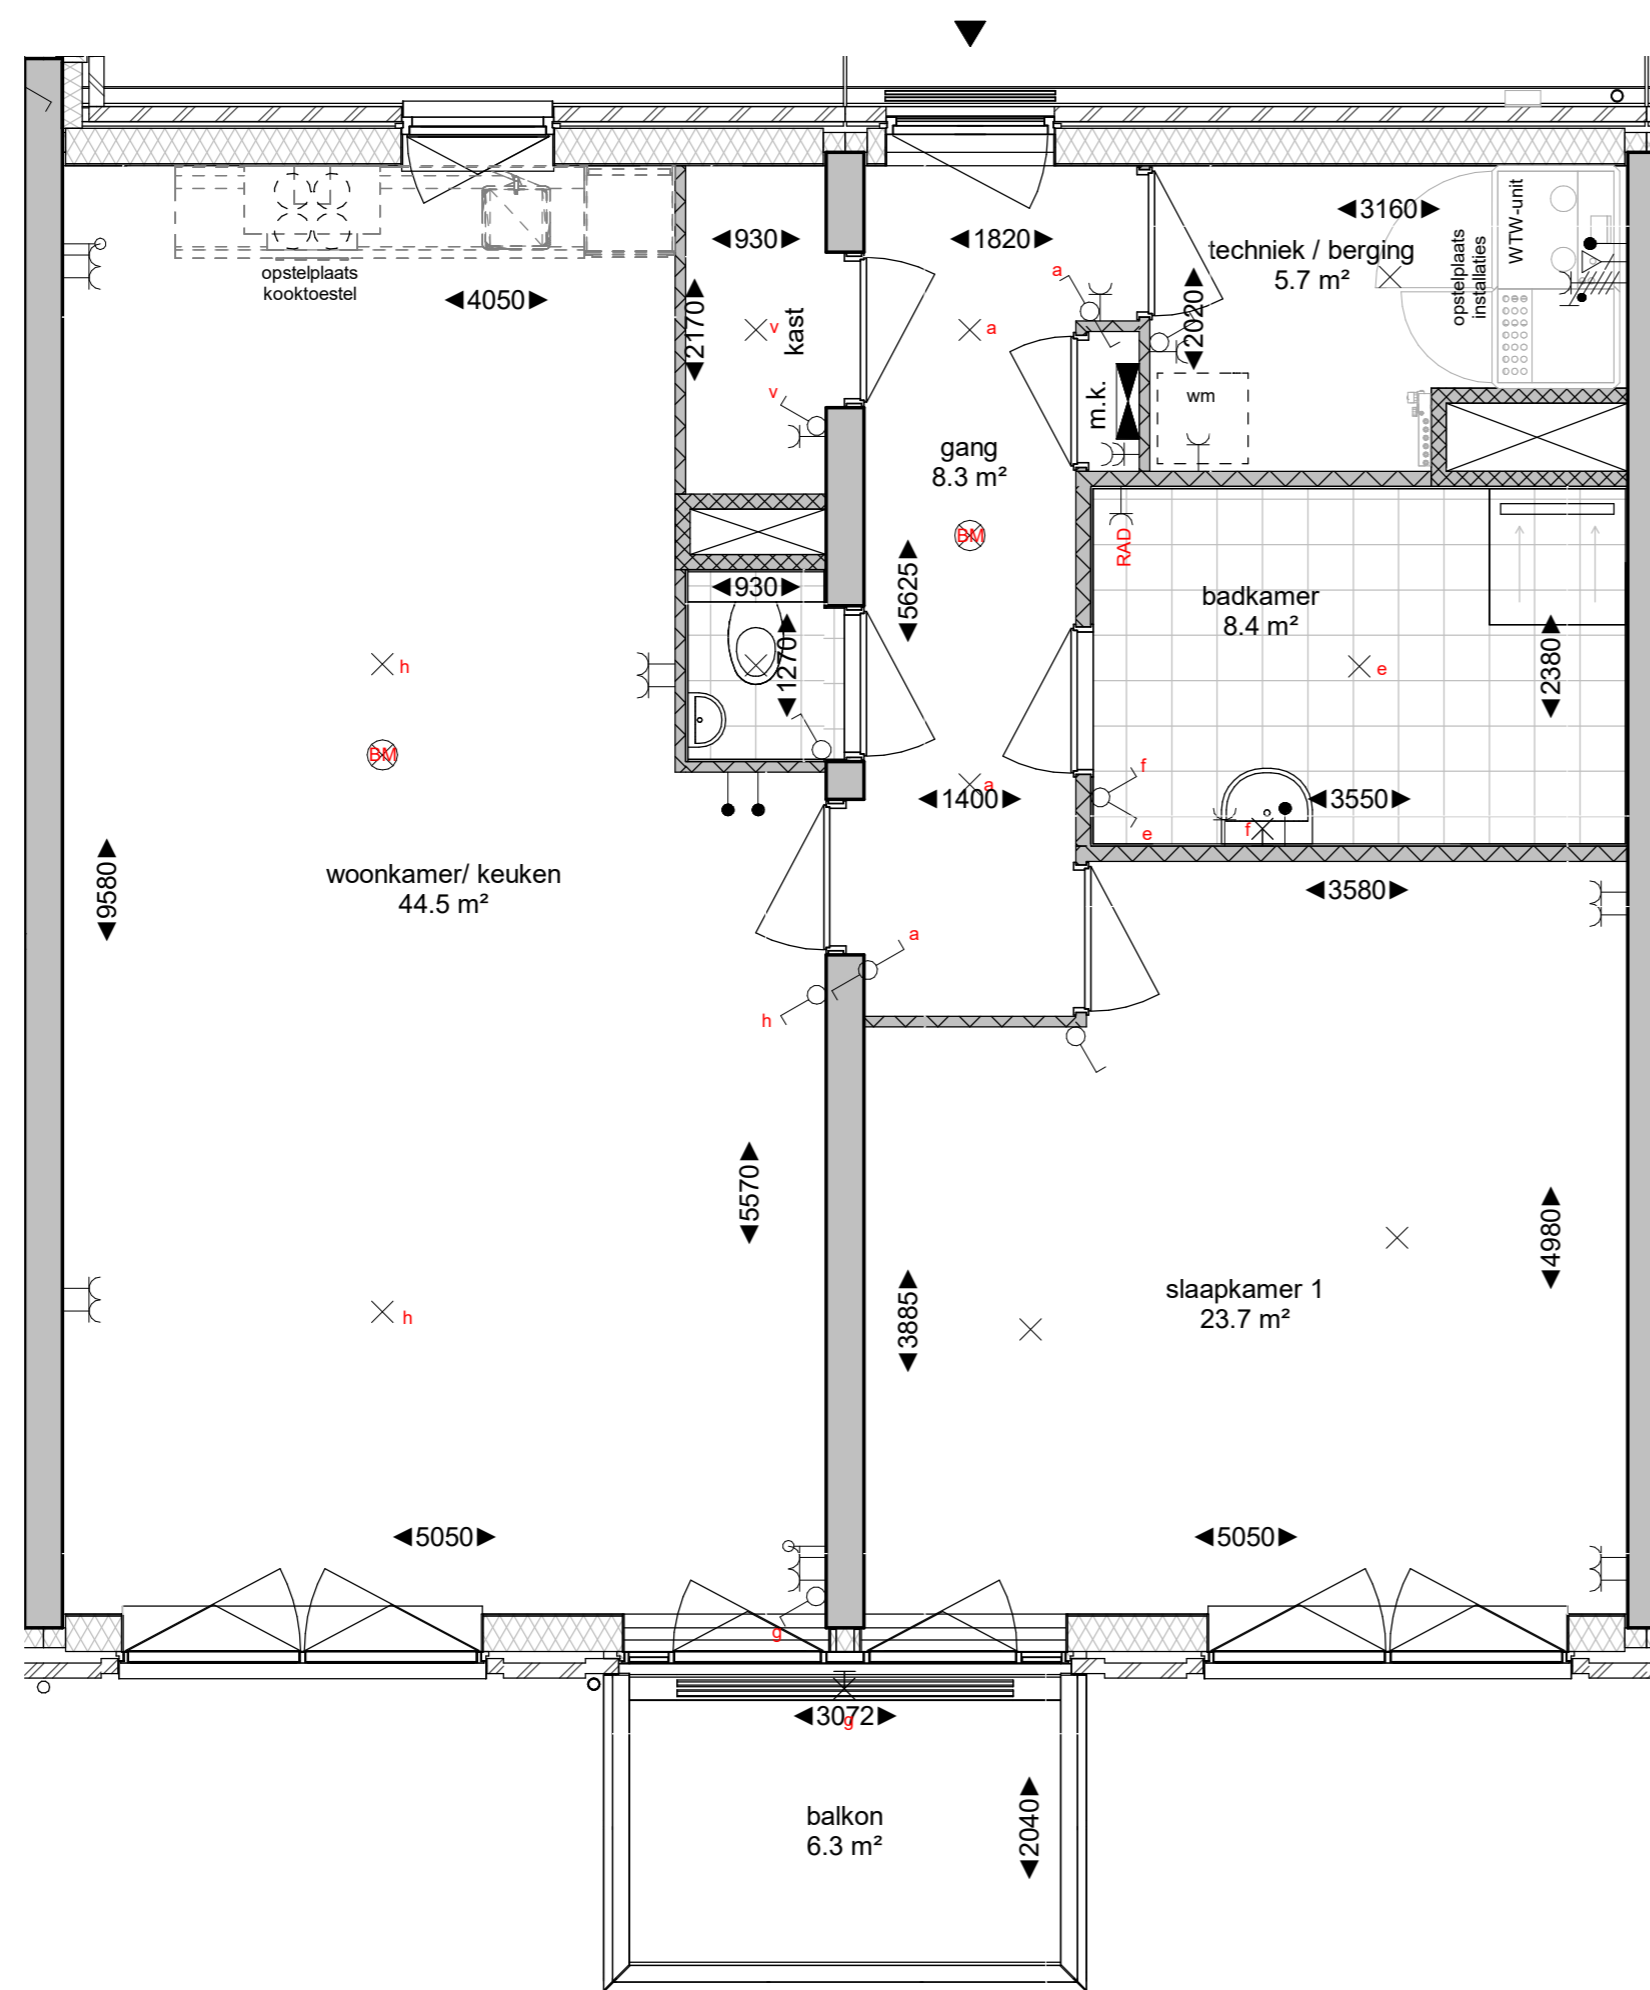 930
1820
3160
techniek / berging
5.7 m²
opstelplaats
installaties
WTW-unit
opstelplaats
kooktoestel
4050
2170
v
kast
a
a
2020
v
m.k.
wm
gang
8.3 m²
BM
RAD
5625
930
badkamer
8.4 m²
1270
2380
h
e
BM
f
a
1400
3550
f
e
9580
woonkamer/ keuken
44.5 m²
3580
a
h
5570
4980
3885
slaapkamer 1
23.7 m²
h
5050
5050
g
3072
g
balkon
6.3 m²
2040